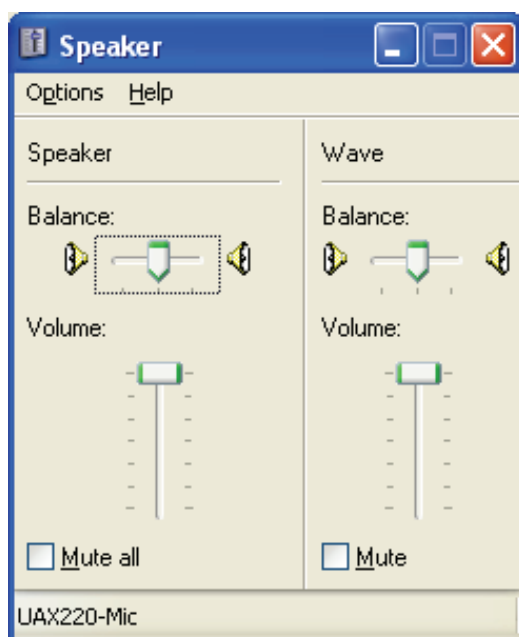 Speaker
Options Help
Speaker Wave
Balance: Balance:
Volume: Volume:
Mute all Mute
UAX220-Mic